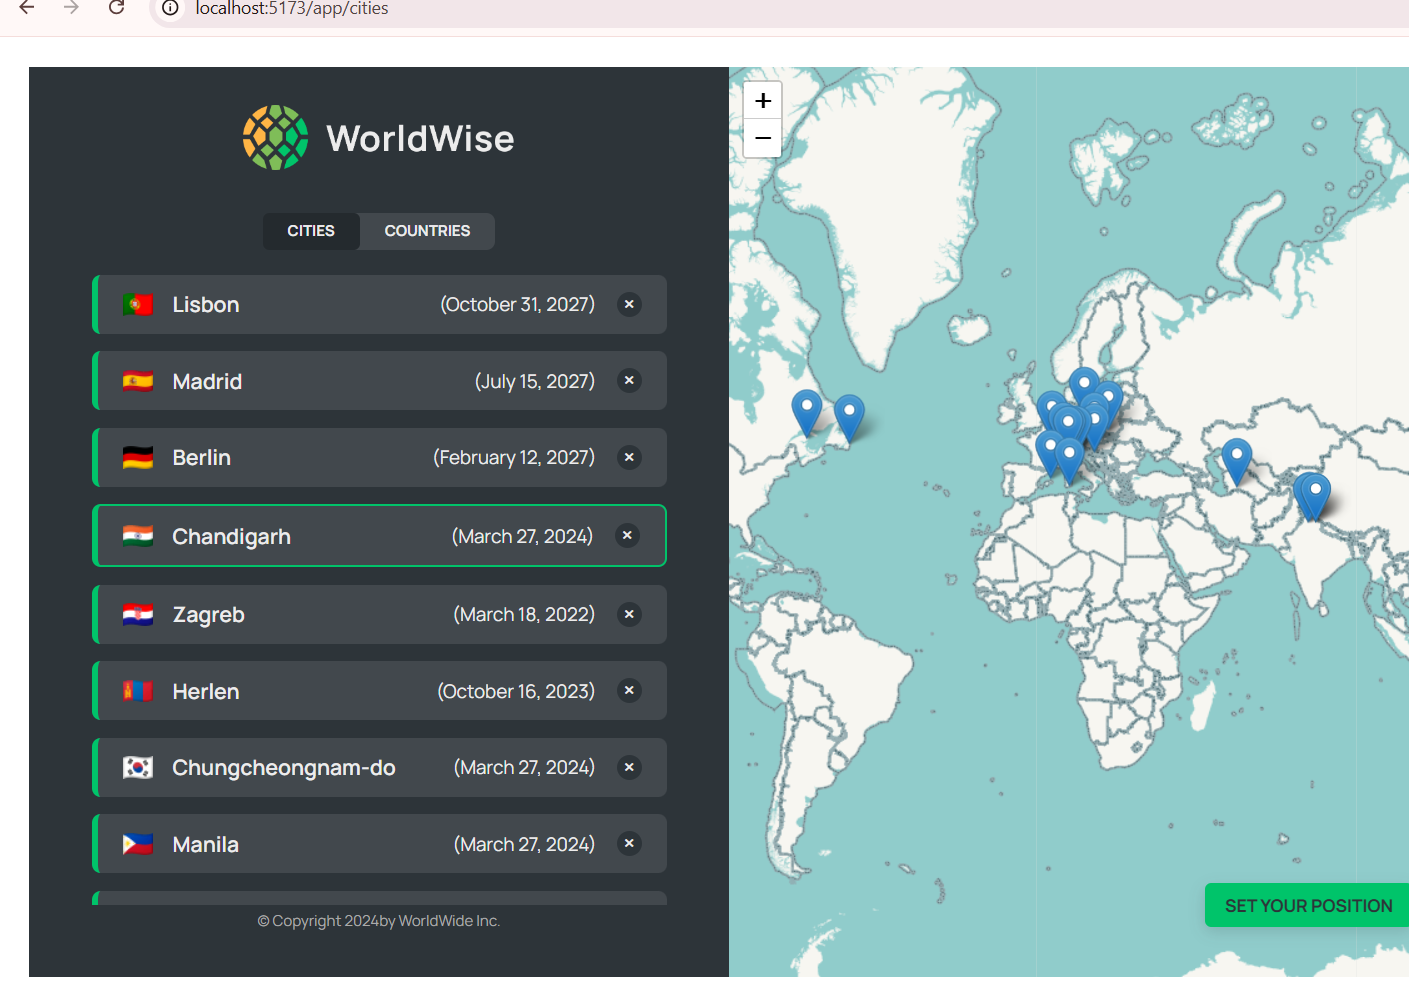 localhost:5173/app/cities
WorldWise
CITIES COUNTRIES
Lisbon (October 31, 2027) ×
Madrid (July 15, 2027) ×
Berlin (February 12, 2027) ×
Chandigarh (March 27, 2024) ×
Zagreb (March 18, 2022) ×
Herlen (October 16, 2023) ×
Chungcheongnam-do (March 27, 2024) ×
Manila (March 27, 2024) ×
© Copyright 2024by WorldWide Inc.
+
−
SET YOUR POSITION